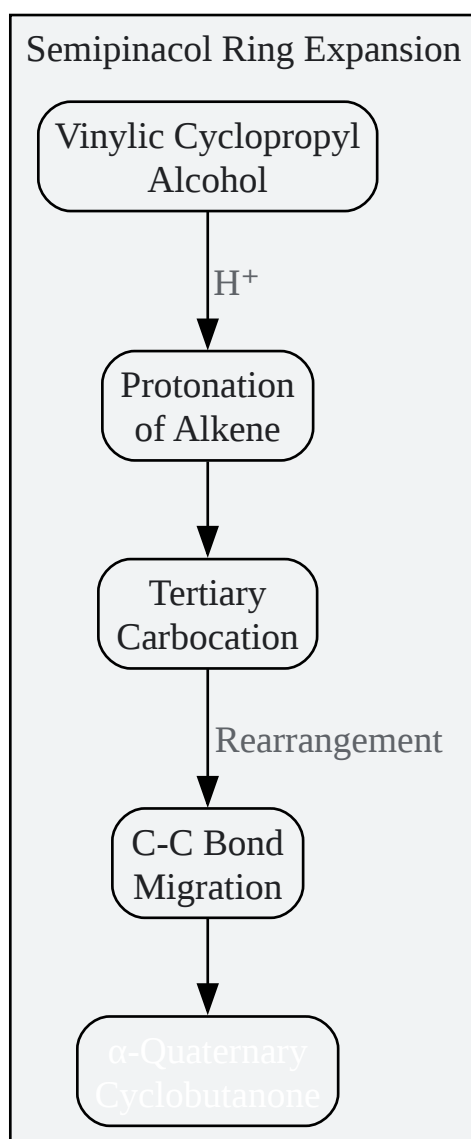 Semipinacol Ring Expansion
Vinylic Cyclopropyl
Alcohol
H⁺
Protonation
of Alkene
Tertiary
Carbocation
Rearrangement
C-C Bond
Migration
α-Quaternary
Cyclobutanone